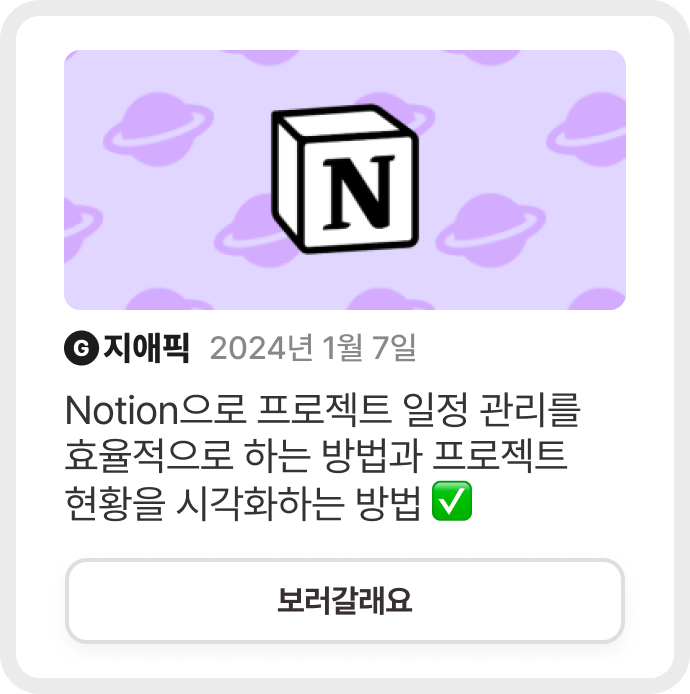 N
G 지애픽 2024년 1월 7일
Notion으로 프로젝트 일정 관리를
효율적으로 하는 방법과 프로젝트
현황을 시각화하는 방법 ✅
보러갈래요